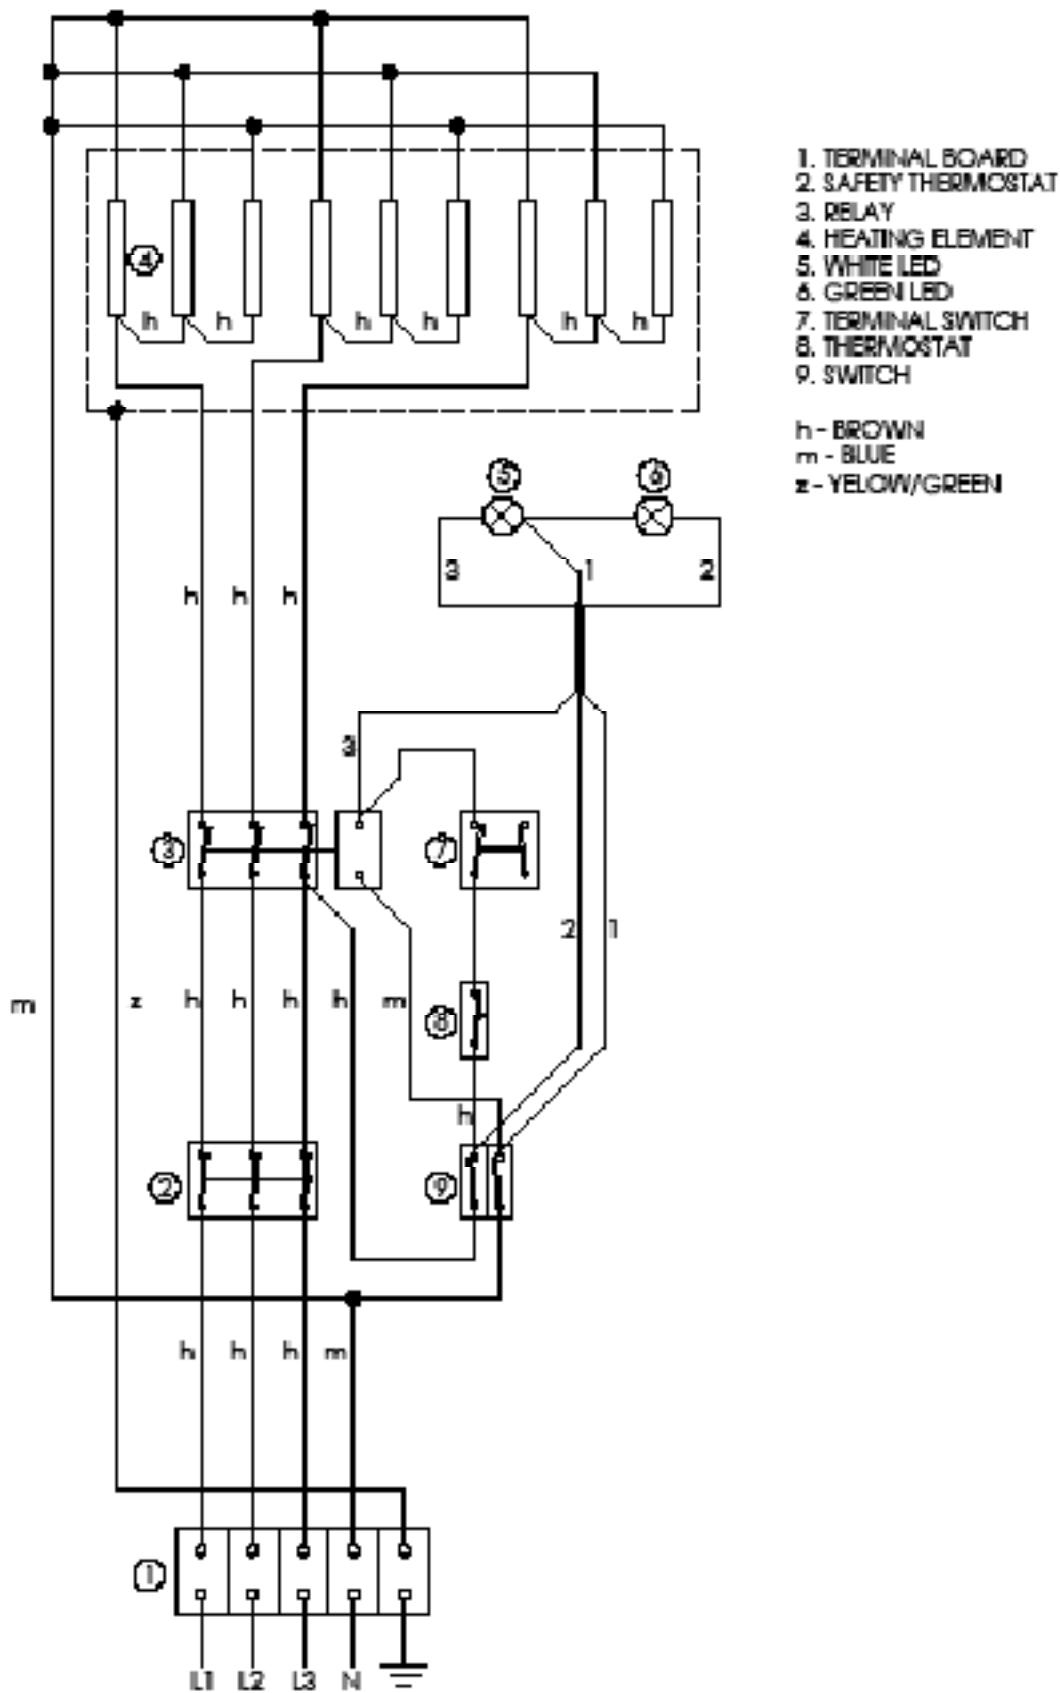 1. TERMINAL BOARD
2. SAFETY THERMOSTAT
3. RELAY
4. HEATING ELEMENT
5. WHITE LED
6. GREEN LED
7. TERMINAL SWITCH
8. THERMOSTAT
9. SWITCH
h - BROWN
m - BLUE
z - YELOW/GREEN
4
h h h h h h
5 6
3 1 2
h h h
3
3 7
2 1
m z h h h h m
8
h
2 9
h h h m
1
L1 L2 L3 N